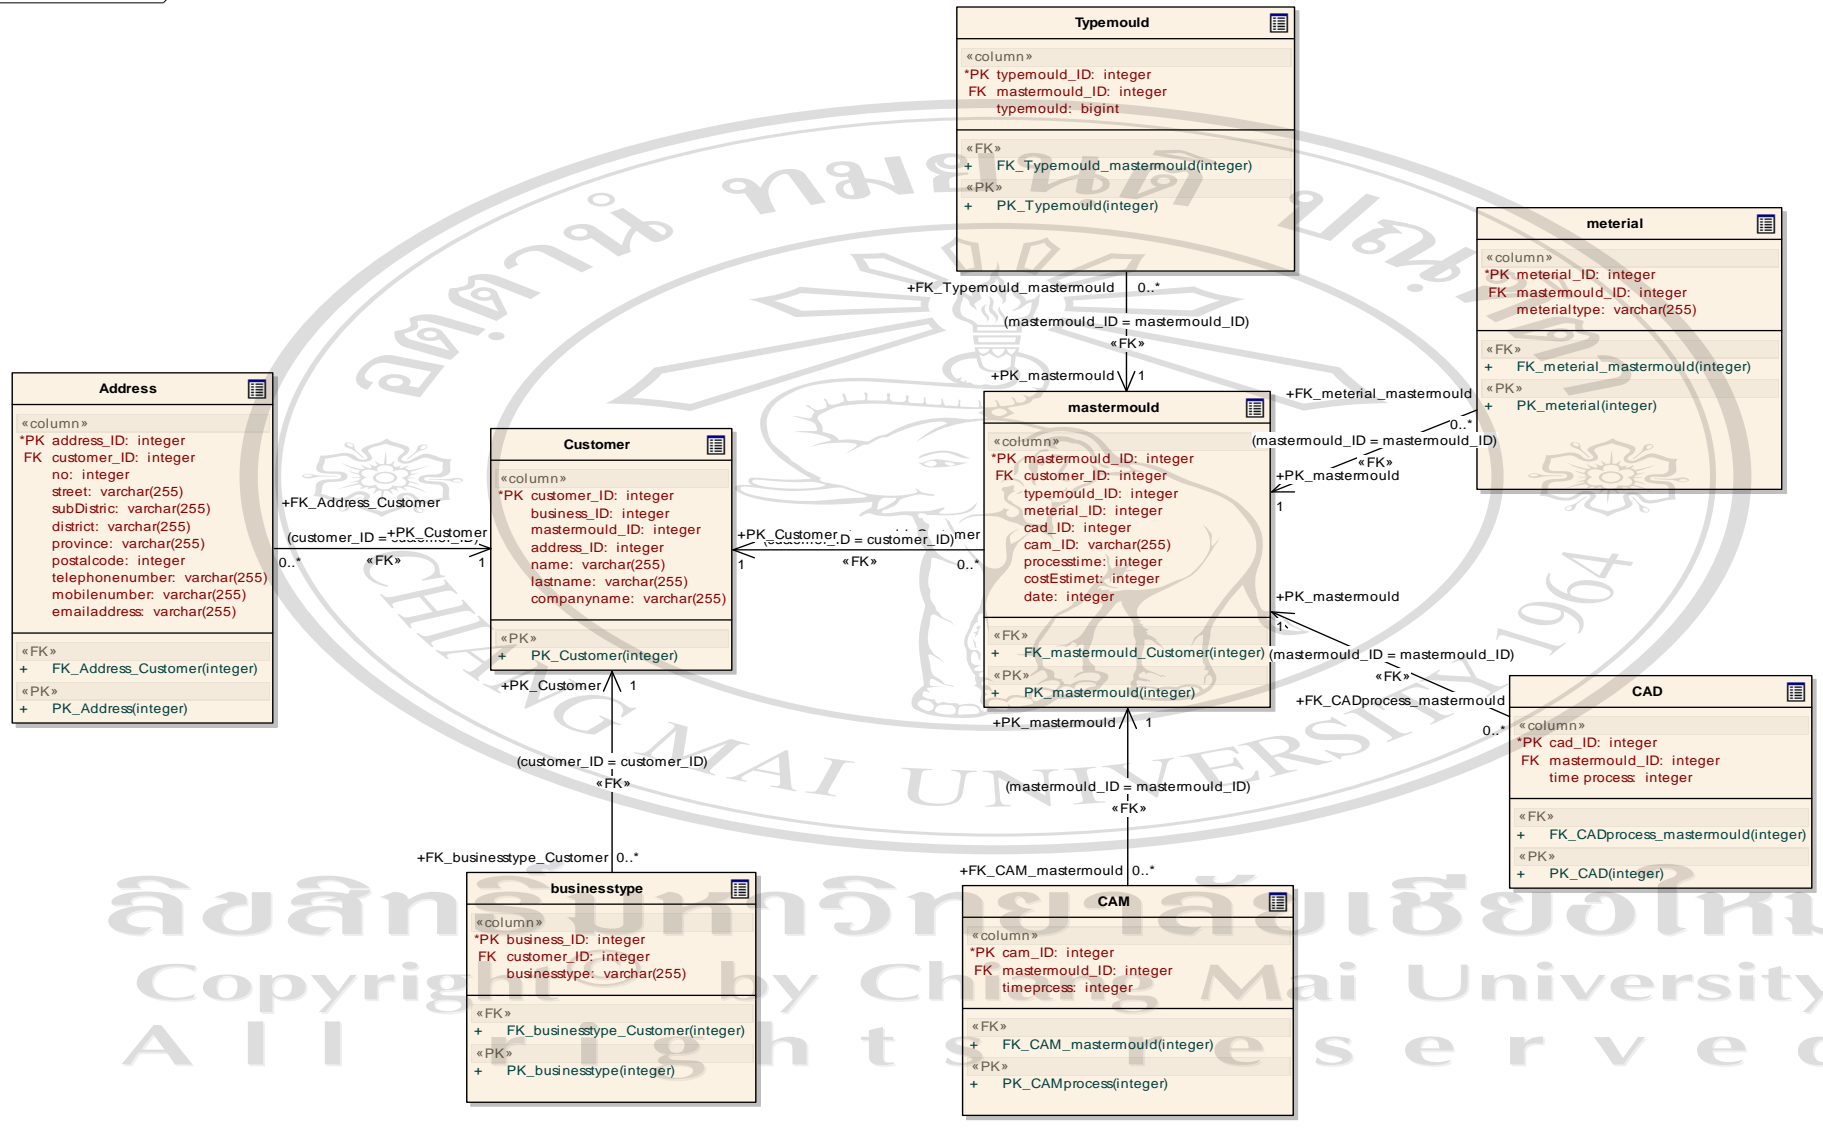 Typemould
«column»
*PK typemould_ID: integer
FK mastermould_ID: integer
typemould: bigint
«FK»
+ FK_Typemould_mastermould(integer)
«PK»
+ PK_Typemould(integer)
meterial
«column»
*PK meterial_ID: integer
FK mastermould_ID: integer
meterialtype: varchar(255)
«FK»
+ FK_meterial_mastermould(integer)
«PK»
+ PK_meterial(integer)
+FK_Typemould_mastermould 0..*
(mastermould_ID = mastermould_ID)
«FK»
+PK_mastermould 1
Address
«column»
*PK address_ID: integer
FK customer_ID: integer
no: integer
street: varchar(255)
subDistric: varchar(255)
district: varchar(255)
province: varchar(255)
postalcode: integer
telephonenumber: varchar(255)
mobilenumber: varchar(255)
emailaddress: varchar(255)
«FK»
+ FK_Address_Customer(integer)
«PK»
+ PK_Address(integer)
+FK_Address_Customer
+PK_Customer
(customer_ID = customer_ID)
0..* «FK» 1
Customer
«column»
*PK customer_ID: integer
business_ID: integer
mastermould_ID: integer
address_ID: integer
name: varchar(255)
lastname: varchar(255)
companyname: varchar(255)
«PK»
+ PK_Customer(integer)
+PK_Customer
(customer_ID = customer_ID)
1 «FK» 0..*
mastermould
«column»
*PK mastermould_ID: integer
FK customer_ID: integer
typemould_ID: integer
meterial_ID: integer
cad_ID: integer
cam_ID: varchar(255)
processtime: integer
costEstimet: integer
date: integer
«FK»
+ FK_mastermould_Customer(integer)
«PK»
+ PK_mastermould(integer)
+FK_meterial_mastermould
0..*
(mastermould_ID = mastermould_ID)
«FK»
+PK_mastermould
1
+PK_mastermould
1
(mastermould_ID = mastermould_ID)
«FK»
+FK_CADprocess_mastermould
0..*
CAD
«column»
*PK cad_ID: integer
FK mastermould_ID: integer
time process: integer
«FK»
+ FK_CADprocess_mastermould(integer)
«PK»
+ PK_CAD(integer)
+PK_Customer 1
(customer_ID = customer_ID)
«FK»
+FK_businesstype_Customer 0..*
businesstype
«column»
*PK business_ID: integer
FK customer_ID: integer
businesstype: varchar(255)
«FK»
+ FK_businesstype_Customer(integer)
«PK»
+ PK_businesstype(integer)
+PK_mastermould 1
(mastermould_ID = mastermould_ID)
«FK»
+FK_CAM_mastermould 0..*
CAM
«column»
*PK cam_ID: integer
FK mastermould_ID: integer
timeprcess: integer
«FK»
+ FK_CAM_mastermould(integer)
«PK»
+ PK_CAMprocess(integer)
CHIANG MAI UNIVERSITY 1964
Copyright© by Chiang Mai University
All rights